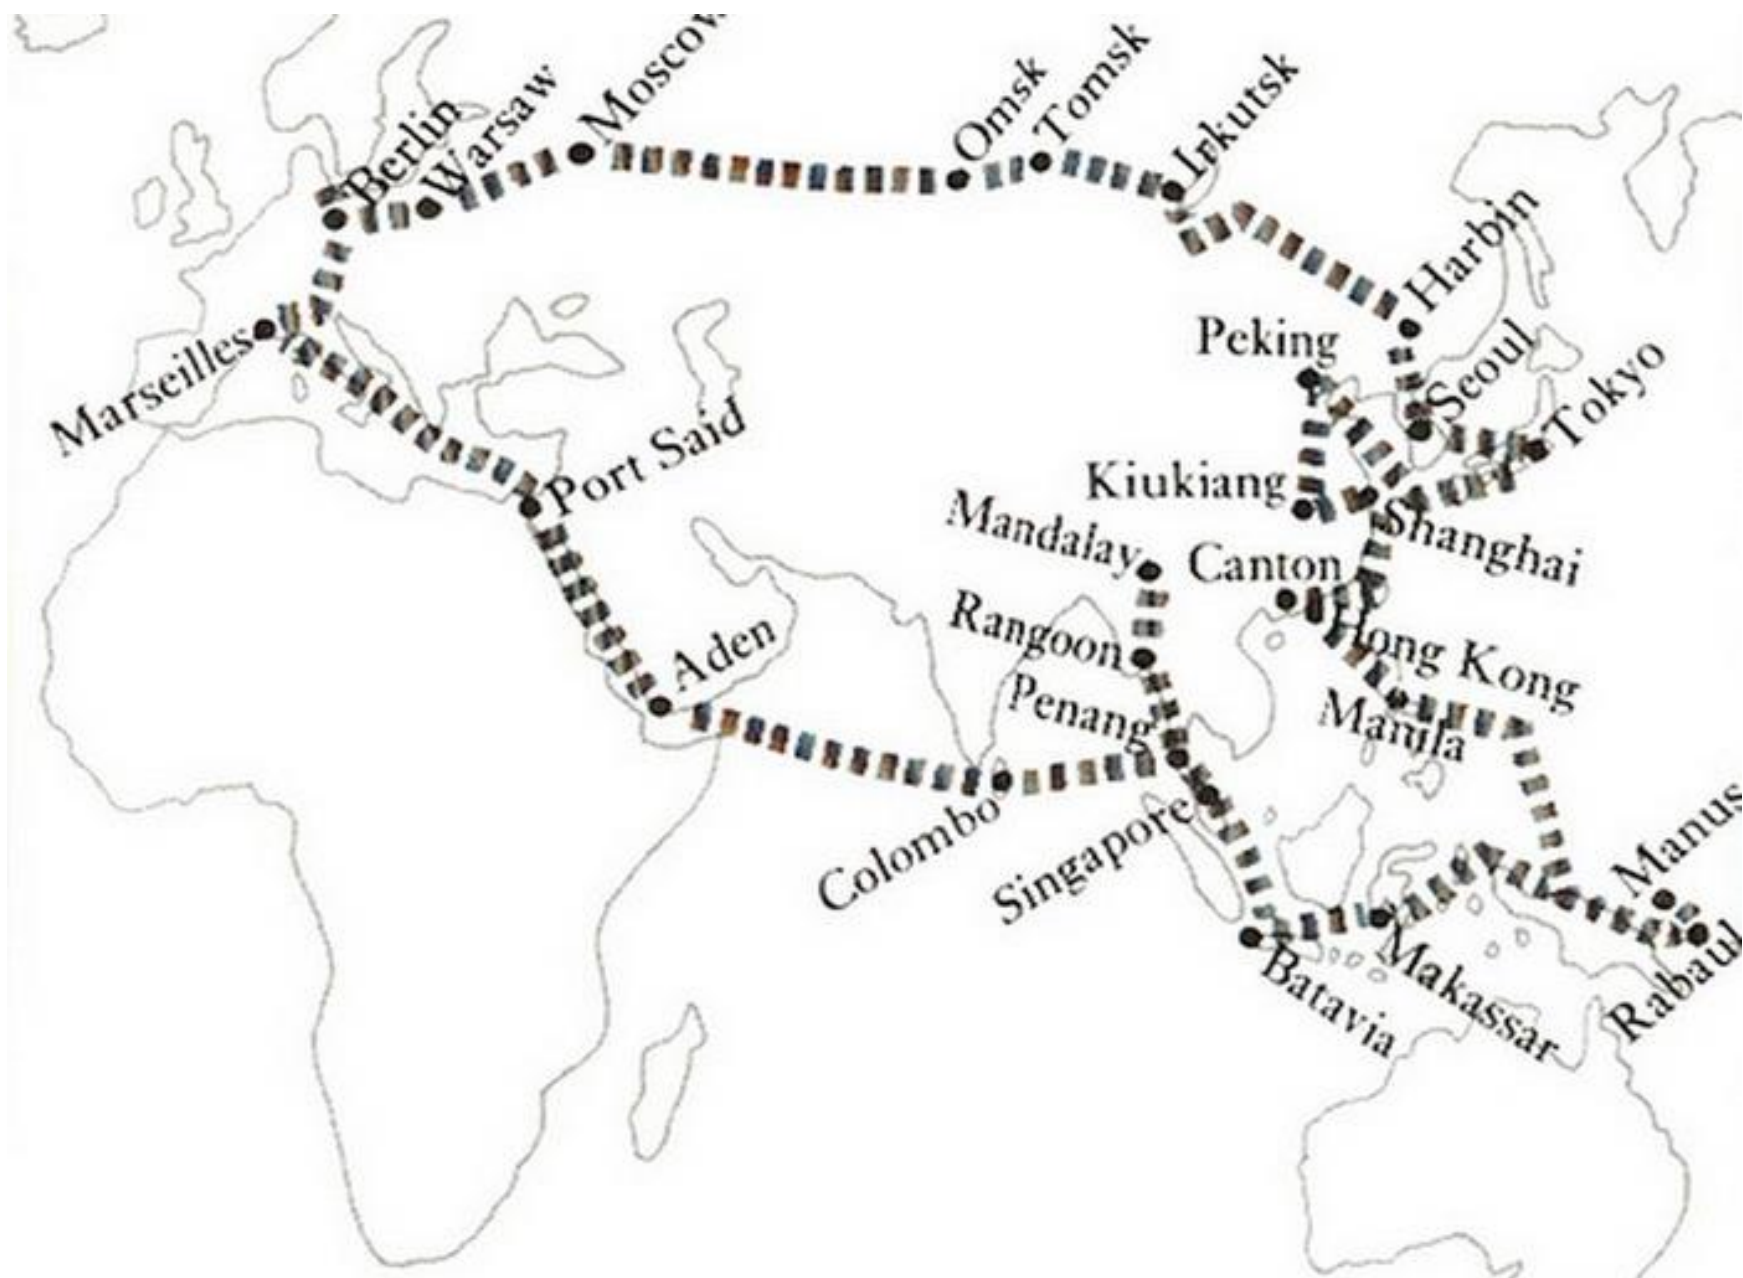 Moscow
Berlin
Warsaw
Omsk
Tomsk
Irkutsk
Harbin
Peking
Seoul
Tokyo
Marseilles
Port Said
Kiukiang
Mandalay
Shanghai
Canton
Rangoon
Hong Kong
Aden
Penang
Manila
Colombo
Singapore
Manus
Batavia
Makassar
Rabaul